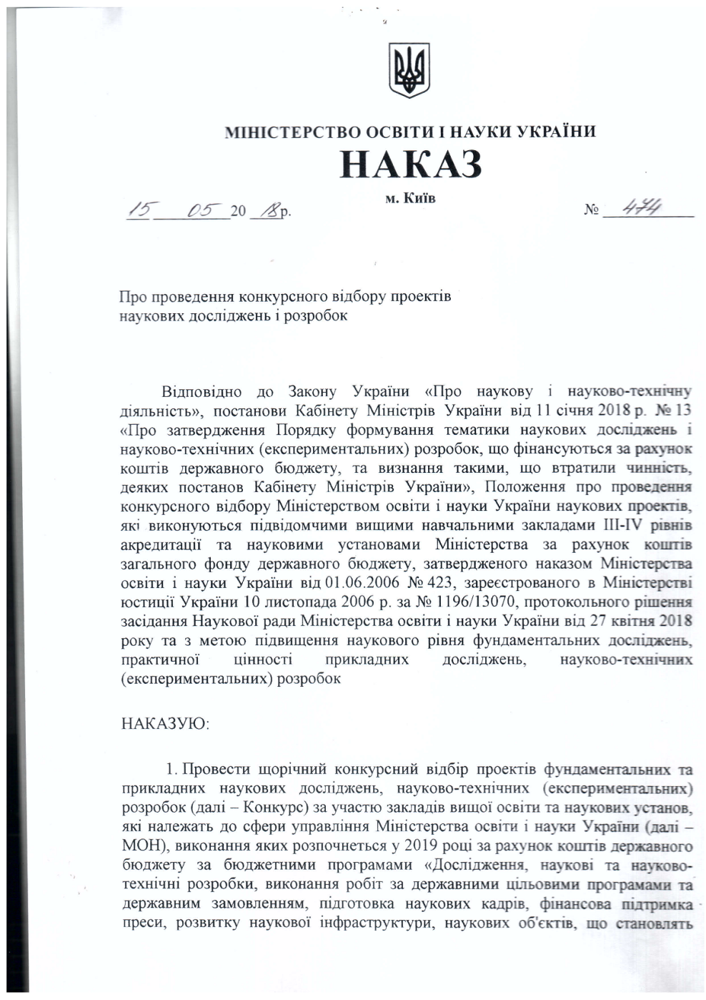 МІНІСТЕРСТВО ОСВІТИ І НАУКИ УКРАЇНИ
НАКАЗ
м. Київ
15 05 20 18 р. № 474
Про проведення конкурсного відбору проектів
наукових досліджень і розробок
Відповідно до Закону України «Про наукову і науково-технічну
діяльність», постанови Кабінету Міністрів України від 11 січня 2018 р. № 13
«Про затвердження Порядку формування тематики наукових досліджень і
науково-технічних (експериментальних) розробок, що фінансуються за рахунок
коштів державного бюджету, та визнання такими, що втратили чинність,
деяких постанов Кабінету Міністрів України», Положення про проведення
конкурсного відбору Міністерством освіти і науки України наукових проектів,
які виконуються підвідомчими вищими навчальними закладами III-IV рівнів
акредитації та науковими установами Міністерства за рахунок коштів
загального фонду державного бюджету, затвердженого наказом Міністерства
освіти і науки України від 01.06.2006 № 423, зареєстрованого в Міністерстві
юстиції України 10 листопада 2006 р. за № 1196/13070, протокольного рішення
засідання Наукової ради Міністерства освіти і науки України від 27 квітня 2018
року та з метою підвищення наукового рівня фундаментальних досліджень,
практичної цінності прикладних досліджень, науково-технічних
(експериментальних) розробок
НАКАЗУЮ:
1. Провести щорічний конкурсний відбір проектів фундаментальних та
прикладних наукових досліджень, науково-технічних (експериментальних)
розробок (далі – Конкурс) за участю закладів вищої освіти та наукових установ,
які належать до сфери управління Міністерства освіти і науки України (далі –
МОН), виконання яких розпочнеться у 2019 році за рахунок коштів державного
бюджету за бюджетними програмами «Дослідження, наукові та науково-
технічні розробки, виконання робіт за державними цільовими програмами та
державним замовленням, підготовка наукових кадрів, фінансова підтримка
преси, розвитку наукової інфраструктури, наукових об'єктів, що становлять